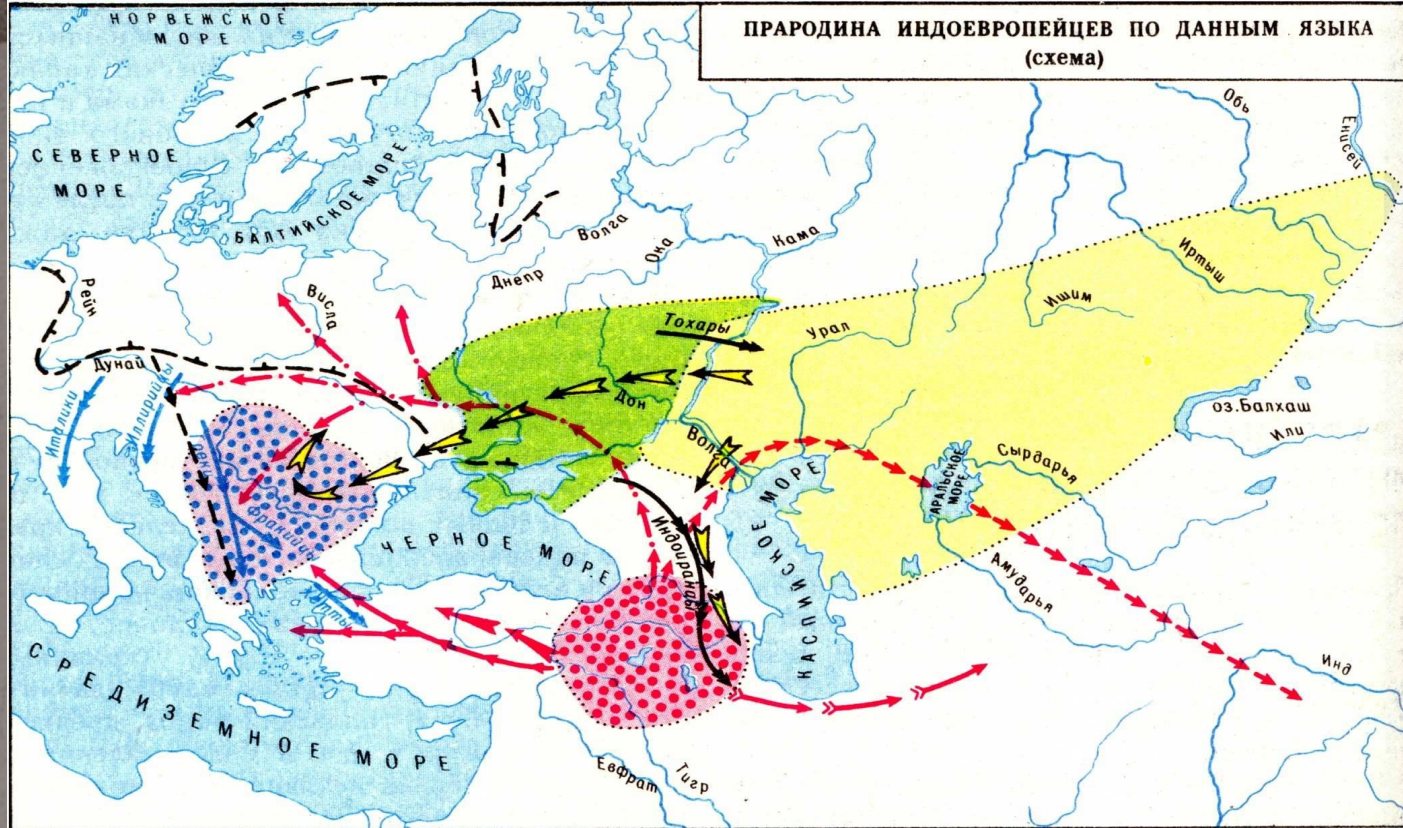 ПРАРОДИНА ИНДОЕВРОПЕЙЦЕВ ПО ДАННЫМ ЯЗЫКА
(схема)
НОРВЕЖСКОЕ
МОРЕ
СЕВЕРНОЕ
МОРЕ
БАЛТИЙСКОЕ МОРЕ
Обь
Енисей
Волга
Ока
Кама
Днепр
Иртыш
Ишим
Рейн
Висла
Тохары
Урал
Дунай
Дон
Италики
Иллирийцы
оз.Балхаш
Или
Волга
Греки
Сырдарья
АРАЛЬСКОЕ
МОРЕ
Фракийцы
ЧЕРНОЕ МОРЕ
Индоиранцы
КАСПИЙСКОЕ МОРЕ
Амударья
Хетты
СРЕДИЗЕМНОЕ МОРЕ
Инд
Евфрат
Тигр